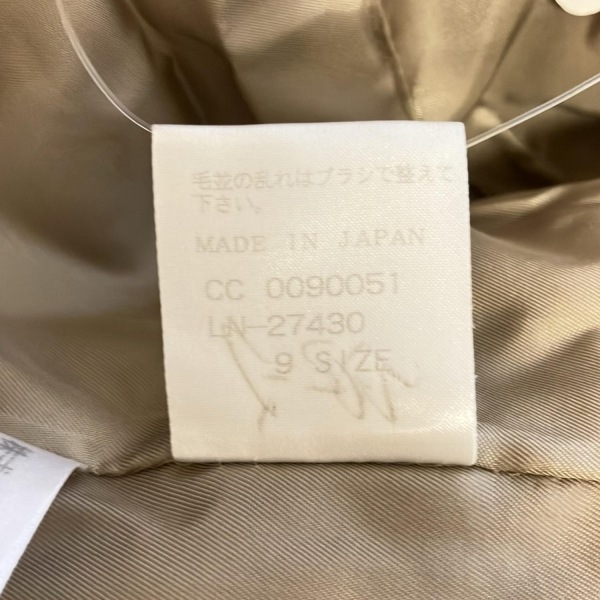 毛並の乱れはブラシで整えて
下さい。
MADE IN JAPAN
CC 0090051
LN-27430
9 SIZE